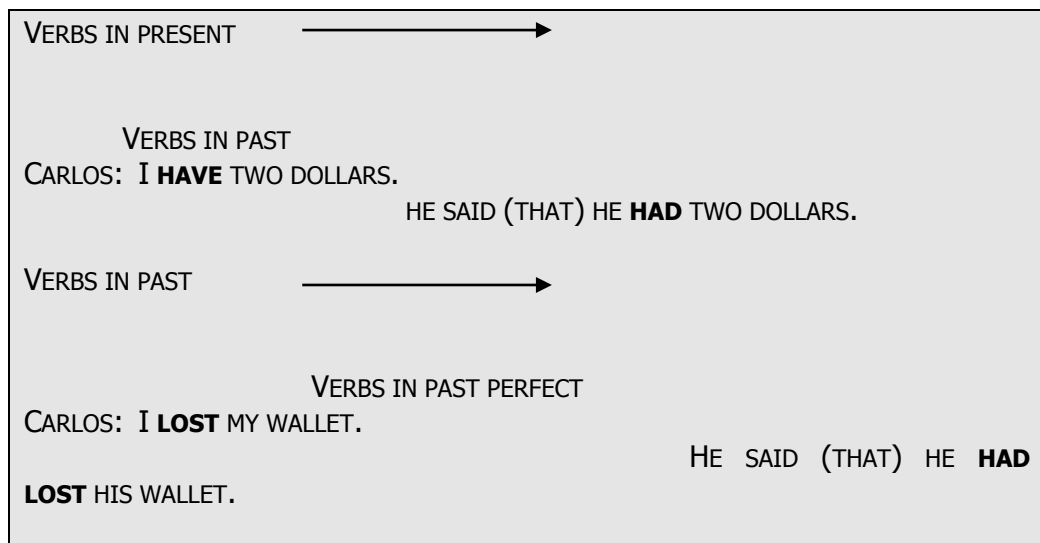 VERBS IN PRESENT
VERBS IN PAST
CARLOS: I HAVE TWO DOLLARS.
HE SAID (THAT) HE HAD TWO DOLLARS.
VERBS IN PAST
VERBS IN PAST PERFECT
CARLOS: I LOST MY WALLET.
HE SAID (THAT) HE HAD
LOST HIS WALLET.